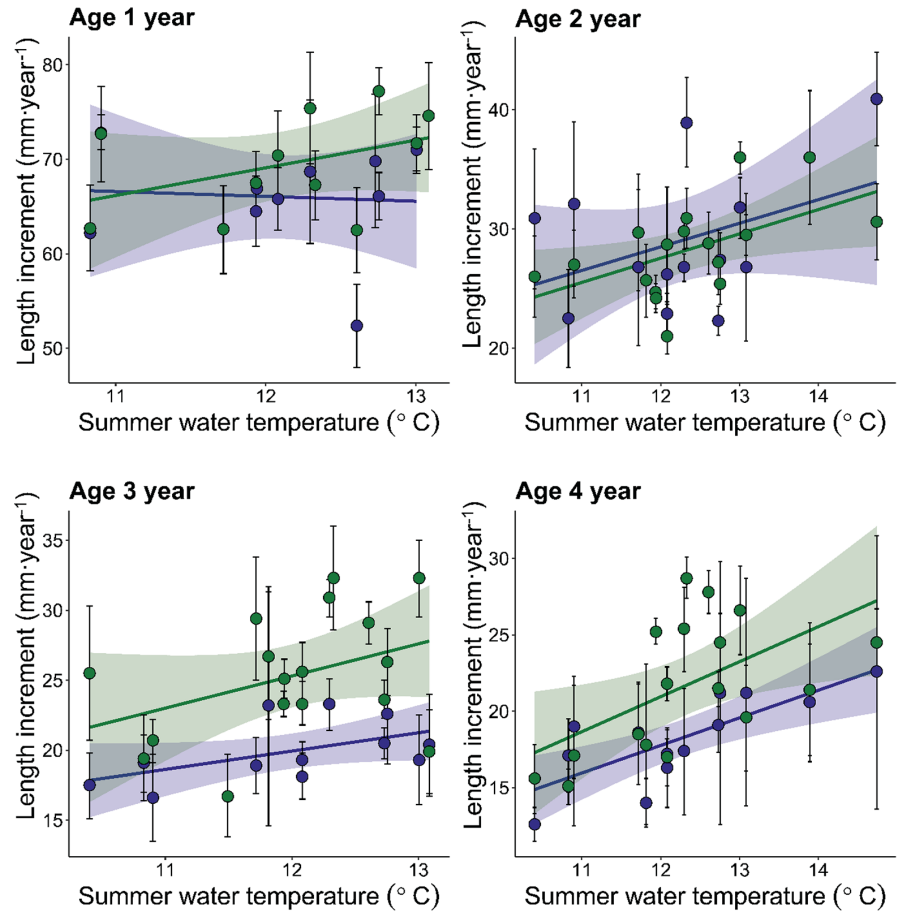 Age 1 year
Length increment (mm·year⁻¹)
80
70
60
50
11 12 13
Summer water temperature (° C)
Age 2 year
Length increment (mm·year⁻¹)
40
30
20
11 12 13 14
Summer water temperature (° C)
Age 3 year
Length increment (mm·year⁻¹)
35
30
25
20
15
11 12 13
Summer water temperature (° C)
Age 4 year
Length increment (mm·year⁻¹)
30
25
20
15
11 12 13 14
Summer water temperature (° C)